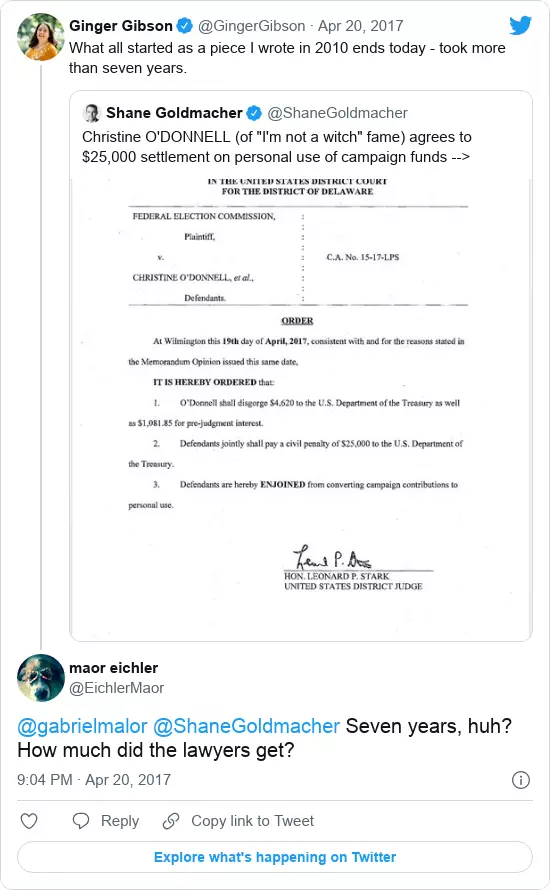 Ginger Gibson @GingerGibson · Apr 20, 2017
What all started as a piece I wrote in 2010 ends today - took more
than seven years.
Shane Goldmacher @ShaneGoldmacher
Christine O'DONNELL (of "I'm not a witch" fame) agrees to
$25,000 settlement on personal use of campaign funds -->
IN THE UNITED STATES DISTRICT COURT
FOR THE DISTRICT OF DELAWARE
FEDERAL ELECTION COMMISSION, :
:
Plaintiff, :
:
v. : C.A. No. 15-17-LPS
:
CHRISTINE O'DONNELL, et al., :
:
Defendants. :
ORDER
At Wilmington this 19th day of April, 2017, consistent with and for the reasons stated in
the Memorandum Opinion issued this same date,
IT IS HEREBY ORDERED that:
1. O'Donnell shall disgorge $4,620 to the U.S. Department of the Treasury as well
as $1,081.85 for pre-judgment interest.
2. Defendants jointly shall pay a civil penalty of $25,000 to the U.S. Department of
the Treasury.
3. Defendants are hereby ENJOINED from converting campaign contributions to
personal use.
HON. LEONARD P. STARK
UNITED STATES DISTRICT JUDGE
maor eichler
@EichlerMaor
@gabrielmalor @ShaneGoldmacher Seven years, huh?
How much did the lawyers get?
9:04 PM · Apr 20, 2017
Reply Copy link to Tweet
Explore what's happening on Twitter